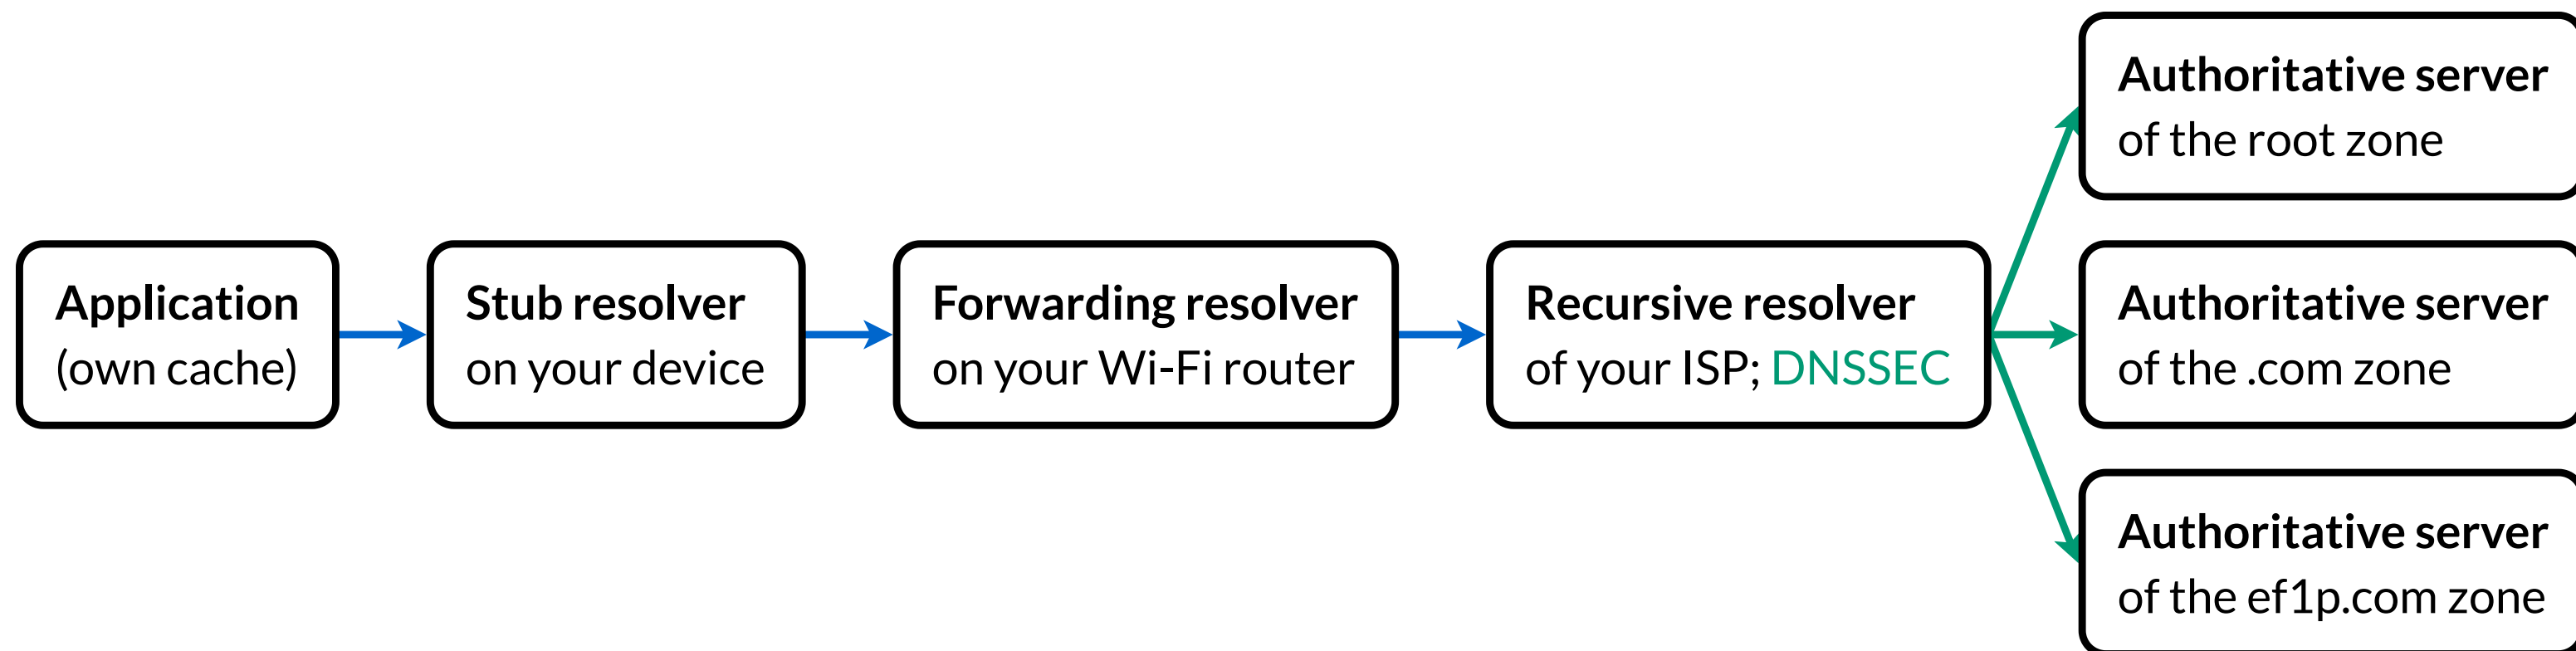 Application
(own cache)
Stub resolver
on your device
Forwarding resolver
on your Wi-Fi router
Recursive resolver
of your ISP; DNSSEC
Authoritative server
of the root zone
Authoritative server
of the .com zone
Authoritative server
of the ef1p.com zone